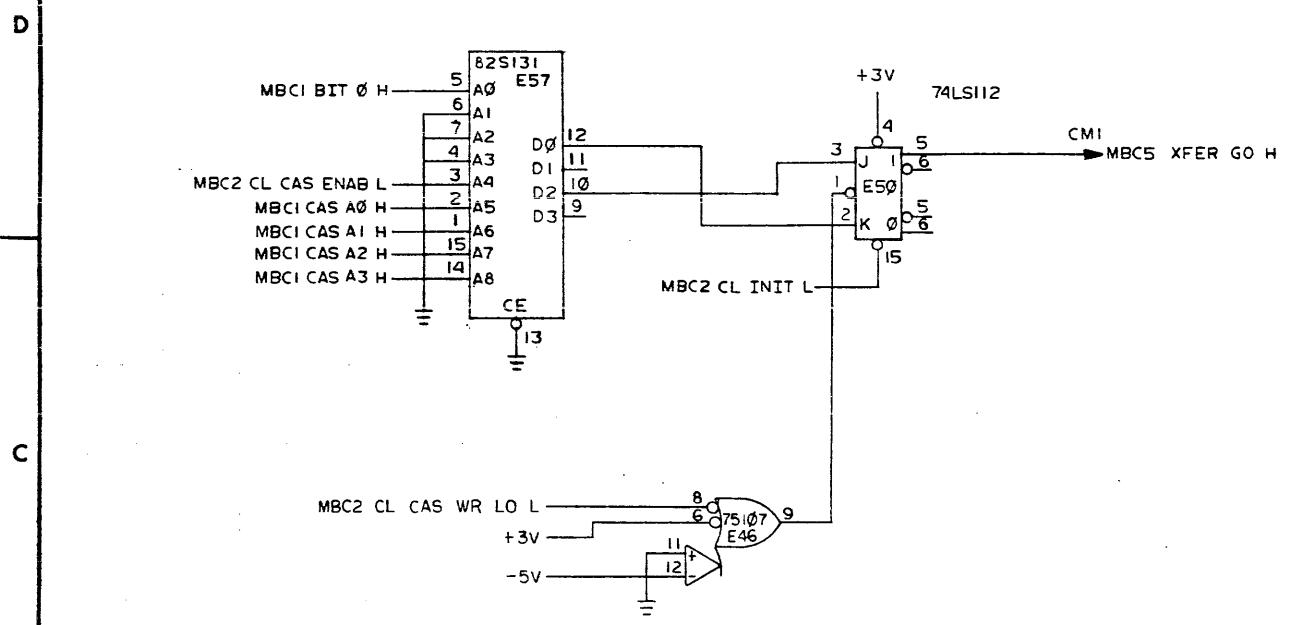 D
82S131
E57
MBC1 BIT Ø H
5
AØ
6
A1
7
A2
4
A3
MBC2 CL CAS ENAB L
3
A4
MBC1 CAS AØ H
2
A5
MBC1 CAS A1 H
1
A6
MBC1 CAS A2 H
15
A7
MBC1 CAS A3 H
14
A8
DØ
12
D1
11
D2
1Ø
D3
9
CE
13
+3V
74LS112
4
3
J
1
5
6
1
E5Ø
2
K
Ø
5
6
15
CM1
MBC5 XFER GO H
MBC2 CL INIT L
C
MBC2 CL CAS WR LO L
8
6
751Ø7
E46
9
+3V
11
+
12
-
-5V